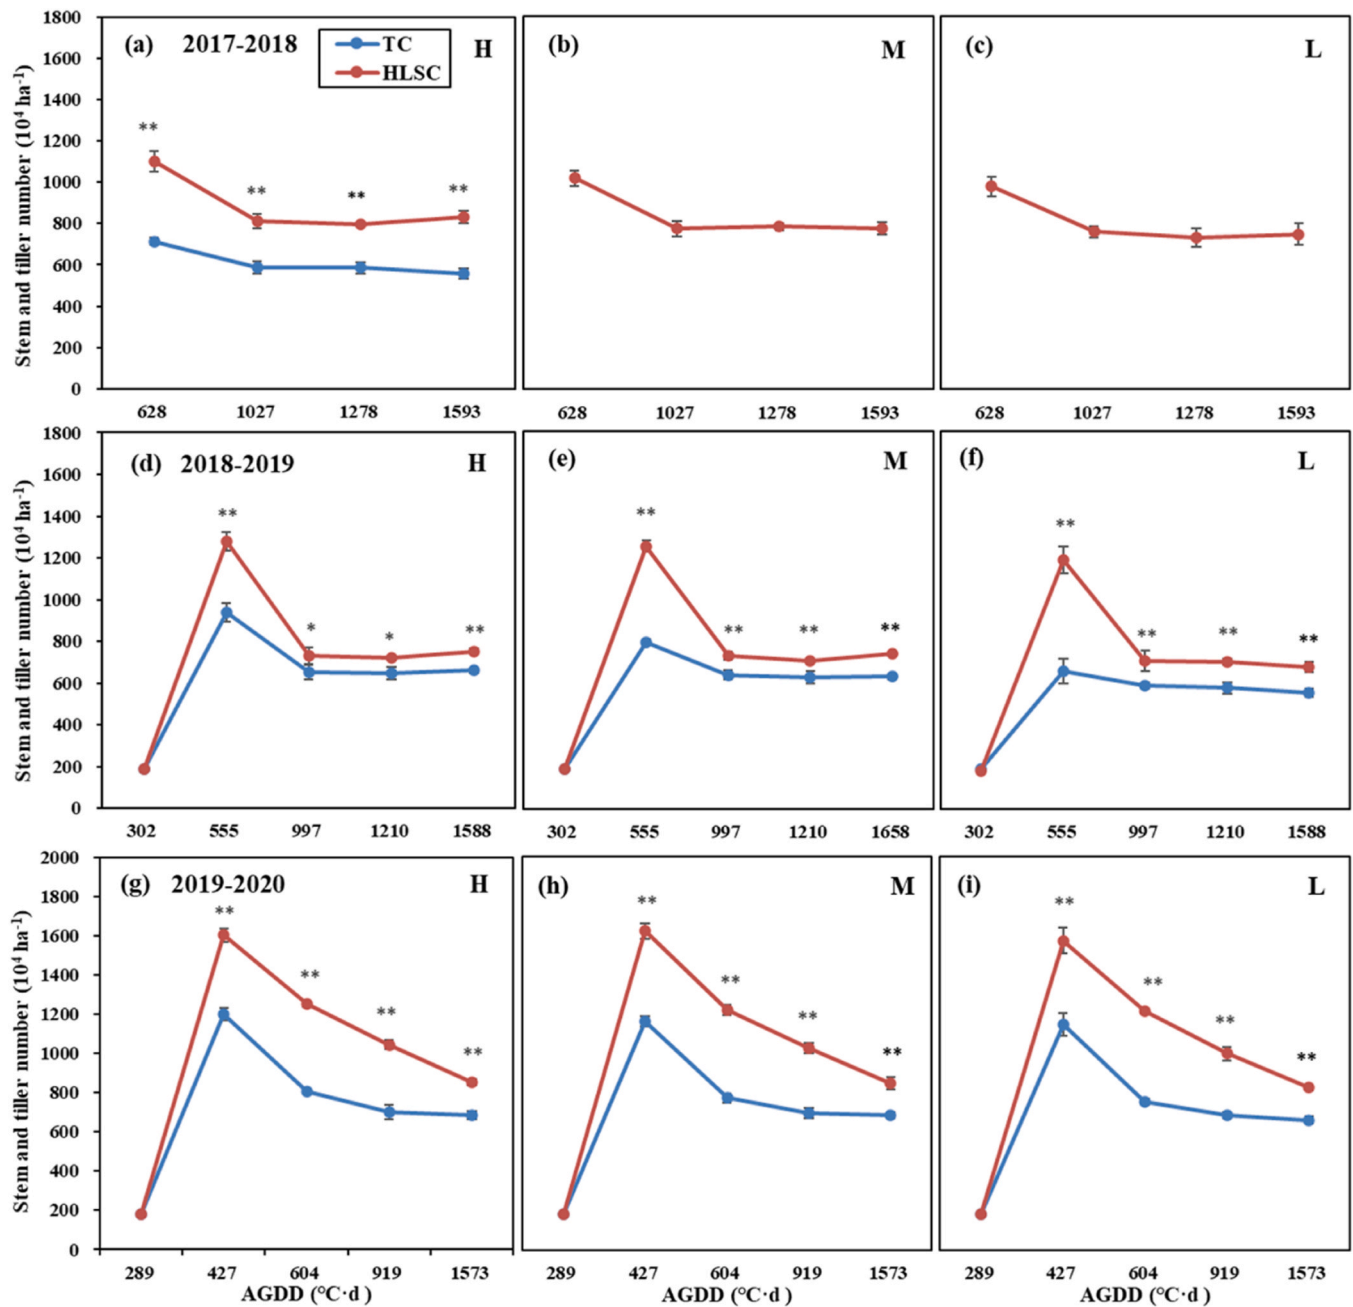 (a) 2017-2018 H
TC
HLSC
(b) M
(c) L
Stem and tiller number (10⁴ ha⁻¹)
1800
1600
1400
1200
1000
800
600
400
200
0
** ** ** **
628 1027 1278 1593
628 1027 1278 1593
628 1027 1278 1593
(d) 2018-2019 H
(e) M
(f) L
Stem and tiller number (10⁴ ha⁻¹)
1800
1600
1400
1200
1000
800
600
400
200
0
** * * **
** ** ** **
** ** ** **
302 555 997 1210 1588
302 555 997 1210 1658
302 555 997 1210 1588
(g) 2019-2020 H
(h) M
(i) L
Stem and tiller number (10⁴ ha⁻¹)
2000
1800
1600
1400
1200
1000
800
600
400
200
0
** ** ** **
** ** ** **
** ** ** **
289 427 604 919 1573
289 427 604 919 1573
289 427 604 919 1573
AGDD (°C·d )
AGDD (°C·d )
AGDD (°C·d )